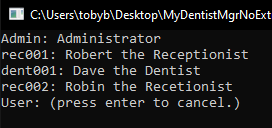 C:\Users\tobyb\Desktop\MyDentistMgrNoExt
Admin: Administrator
rec001: Robert the Receptionist
dent001: Dave the Dentist
rec002: Robin the Recetionist
User: (press enter to cancel.)